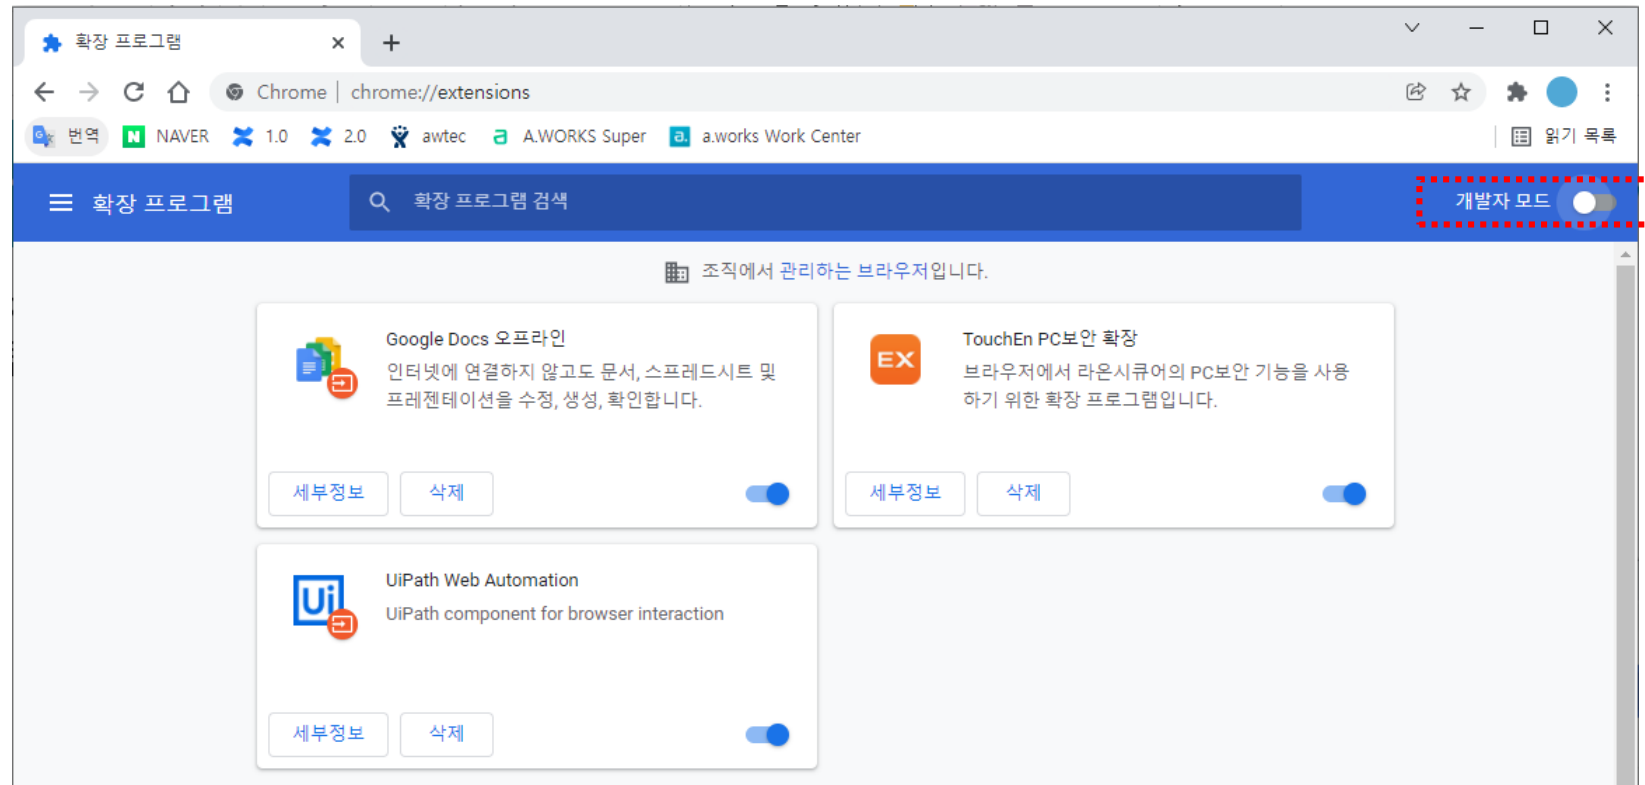 확장 프로그램
Chrome | chrome://extensions
번역 NAVER 1.0 2.0 awtec A.WORKS Super a.works Work Center 읽기 목록
확장 프로그램 확장 프로그램 검색 개발자 모드
조직에서 관리하는 브라우저입니다.
Google Docs 오프라인
인터넷에 연결하지 않고도 문서, 스프레드시트 및
프레젠테이션을 수정, 생성, 확인합니다.
세부정보 삭제
EX
TouchEn PC보안 확장
브라우저에서 라온시큐어의 PC보안 기능을 사용
하기 위한 확장 프로그램입니다.
세부정보 삭제
Ui
UiPath Web Automation
UiPath component for browser interaction
세부정보 삭제